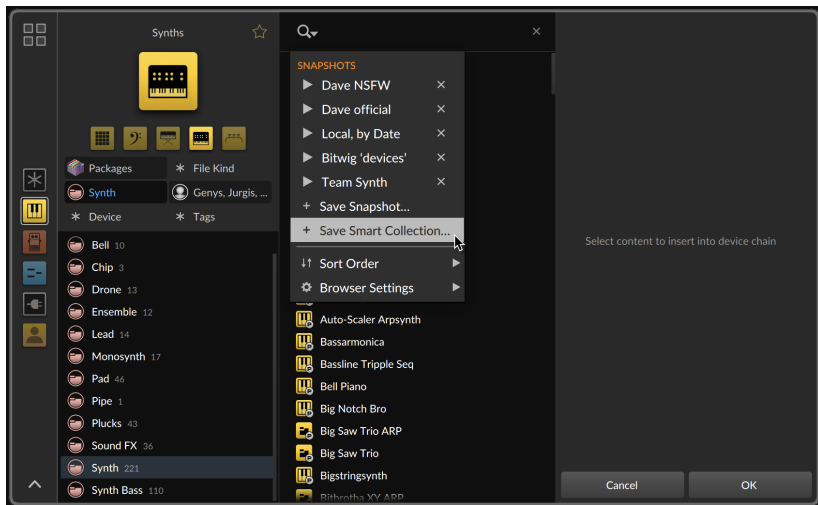 Synths
Packages
File Kind
Synth
Genys, Jurgis, ...
Device
Tags
Bell 10
Chip 3
Drone 13
Ensemble 12
Lead 14
Monosynth 17
Pad 46
Pipe 1
Plucks 43
Sound FX 36
Synth 221
Synth Bass 110
SNAPSHOTS
Dave NSFW
Dave official
Local, by Date
Bitwig ‘devices’
Team Synth
+ Save Snapshot...
+ Save Smart Collection...
Sort Order
Browser Settings
Auto-Scaler Arpsynth
Bassarmonica
Bassline Tripple Seq
Bell Piano
Big Notch Bro
Big Saw Trio ARP
Big Saw Trio
Bigstringsynth
Bithrotha XY ARP
Select content to insert into device chain
Cancel
OK